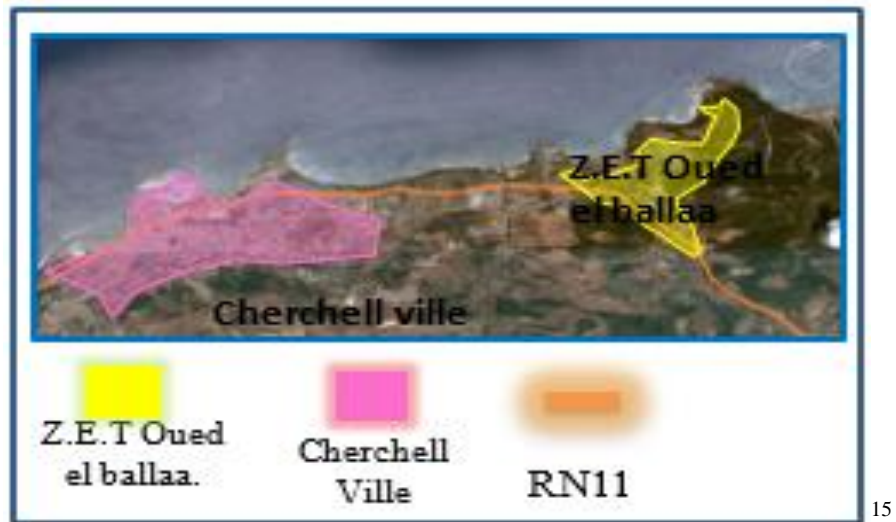 Z.E.T Oued
el ballaa
Cherchell ville
Z.E.T Oued
el ballaa.
Cherchell
Ville
RN11
15